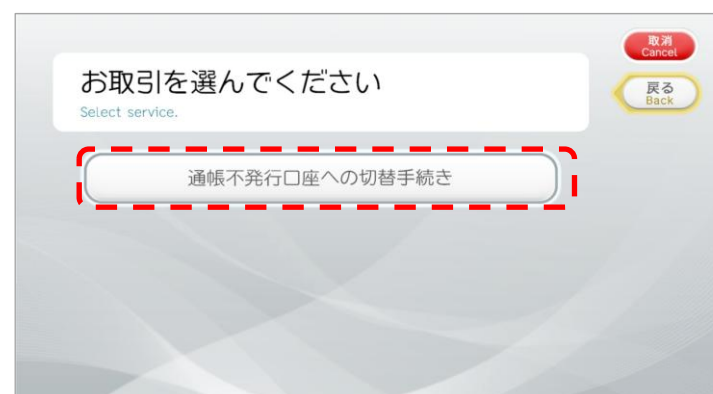 お取引を選んでください
Select service.
取消
Cancel
戻る
Back
通帳不発行口座への切替手続き